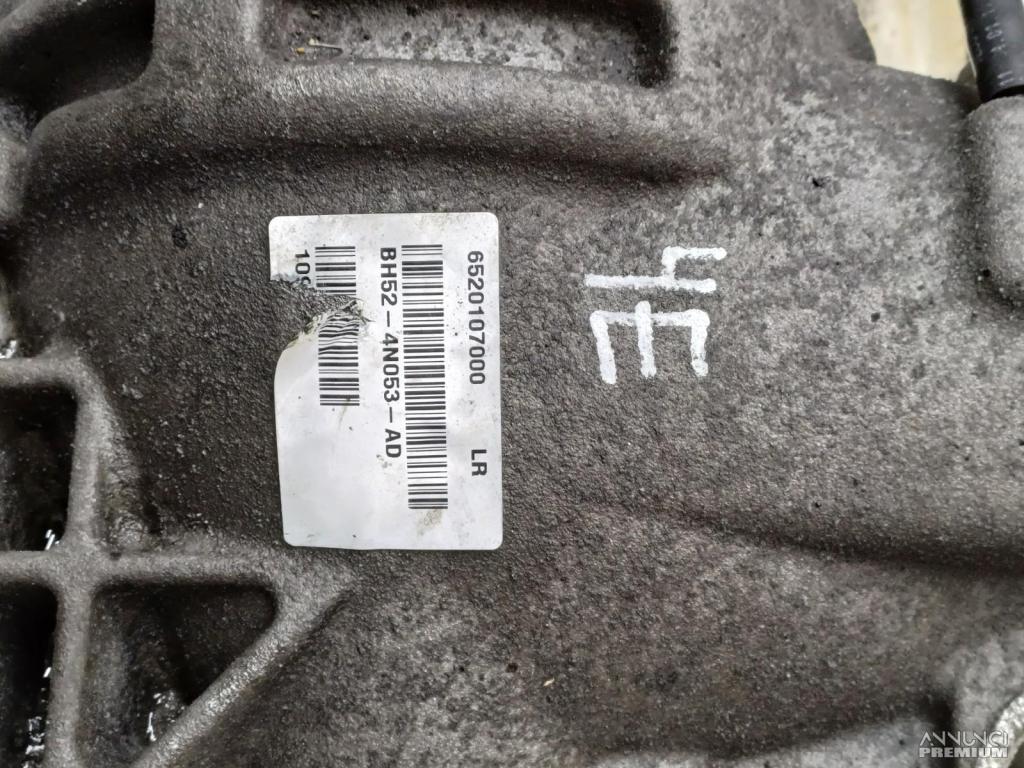 6520107000 LR
BH52-4N053-AD
ANNUNCI
PREMIUM